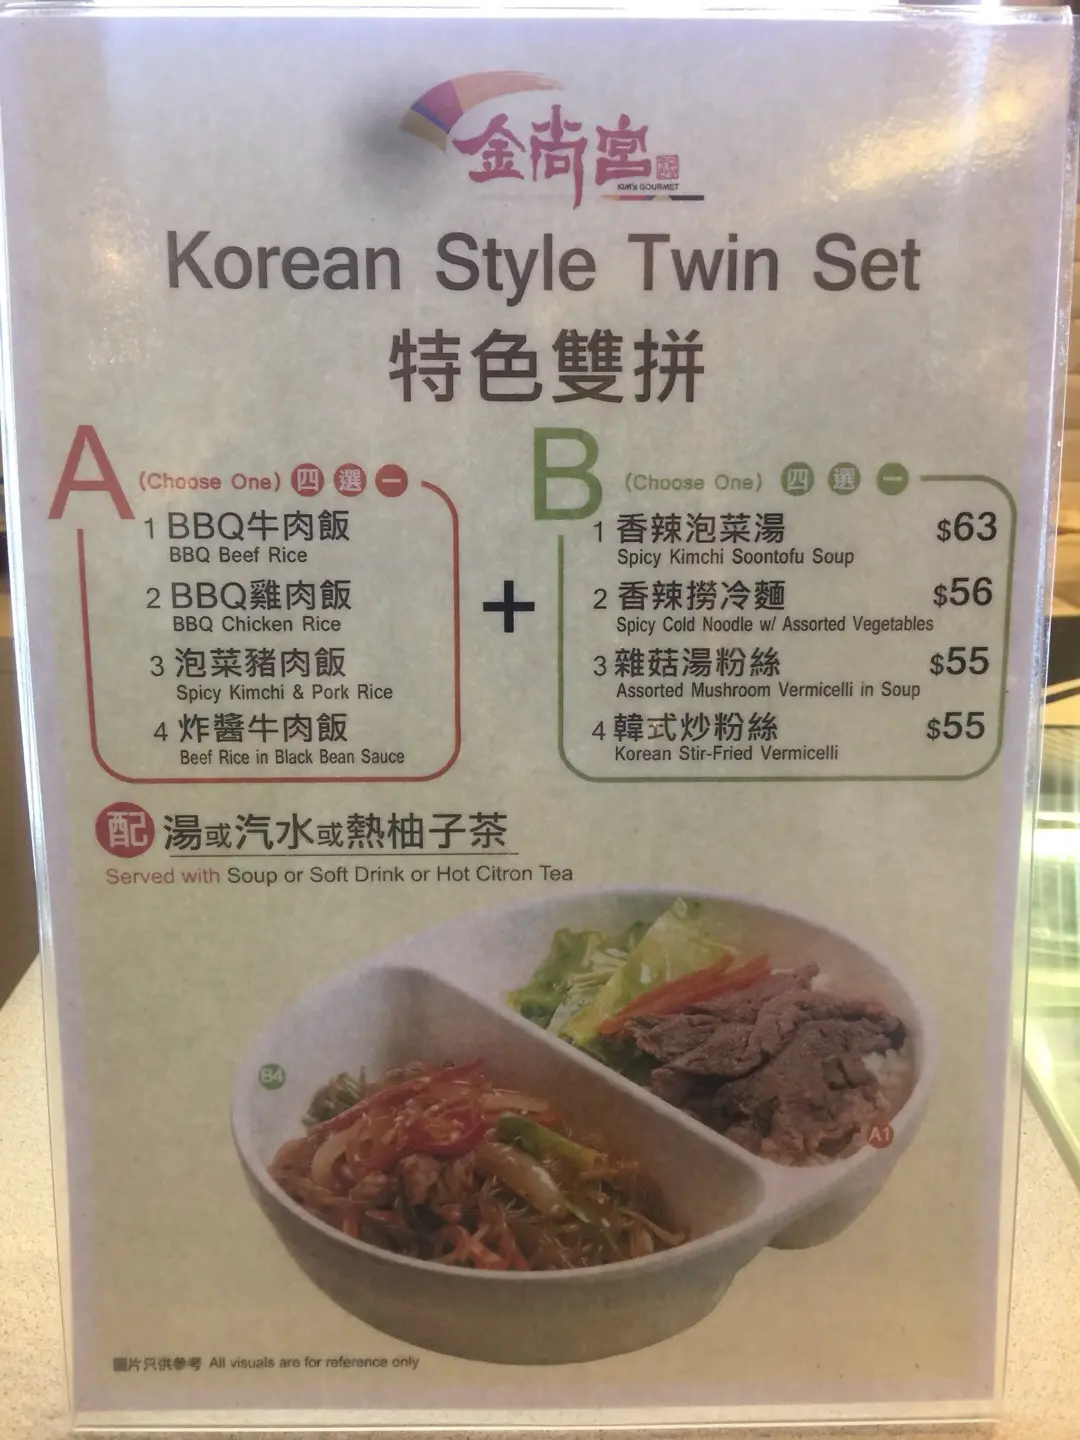 金尚宮
KIM's GOURMET
Korean Style Twin Set
特色雙拼
A (Choose One) 四 選 一
1 BBQ牛肉飯
BBQ Beef Rice
2 BBQ雞肉飯
BBQ Chicken Rice
3 泡菜豬肉飯
Spicy Kimchi & Pork Rice
4 炸醬牛肉飯
Beef Rice in Black Bean Sauce
+
B (Choose One) 四 選 一
1 香辣泡菜湯 $63
Spicy Kimchi Soontofu Soup
2 香辣撈冷麵 $56
Spicy Cold Noodle w/ Assorted Vegetables
3 雜菇湯粉絲 $55
Assorted Mushroom Vermicelli in Soup
4 韓式炒粉絲 $55
Korean Stir-Fried Vermicelli
配 湯或汽水或熱柚子茶
Served with Soup or Soft Drink or Hot Citron Tea
B4
A1
圖片只供參考 All visuals are for reference only